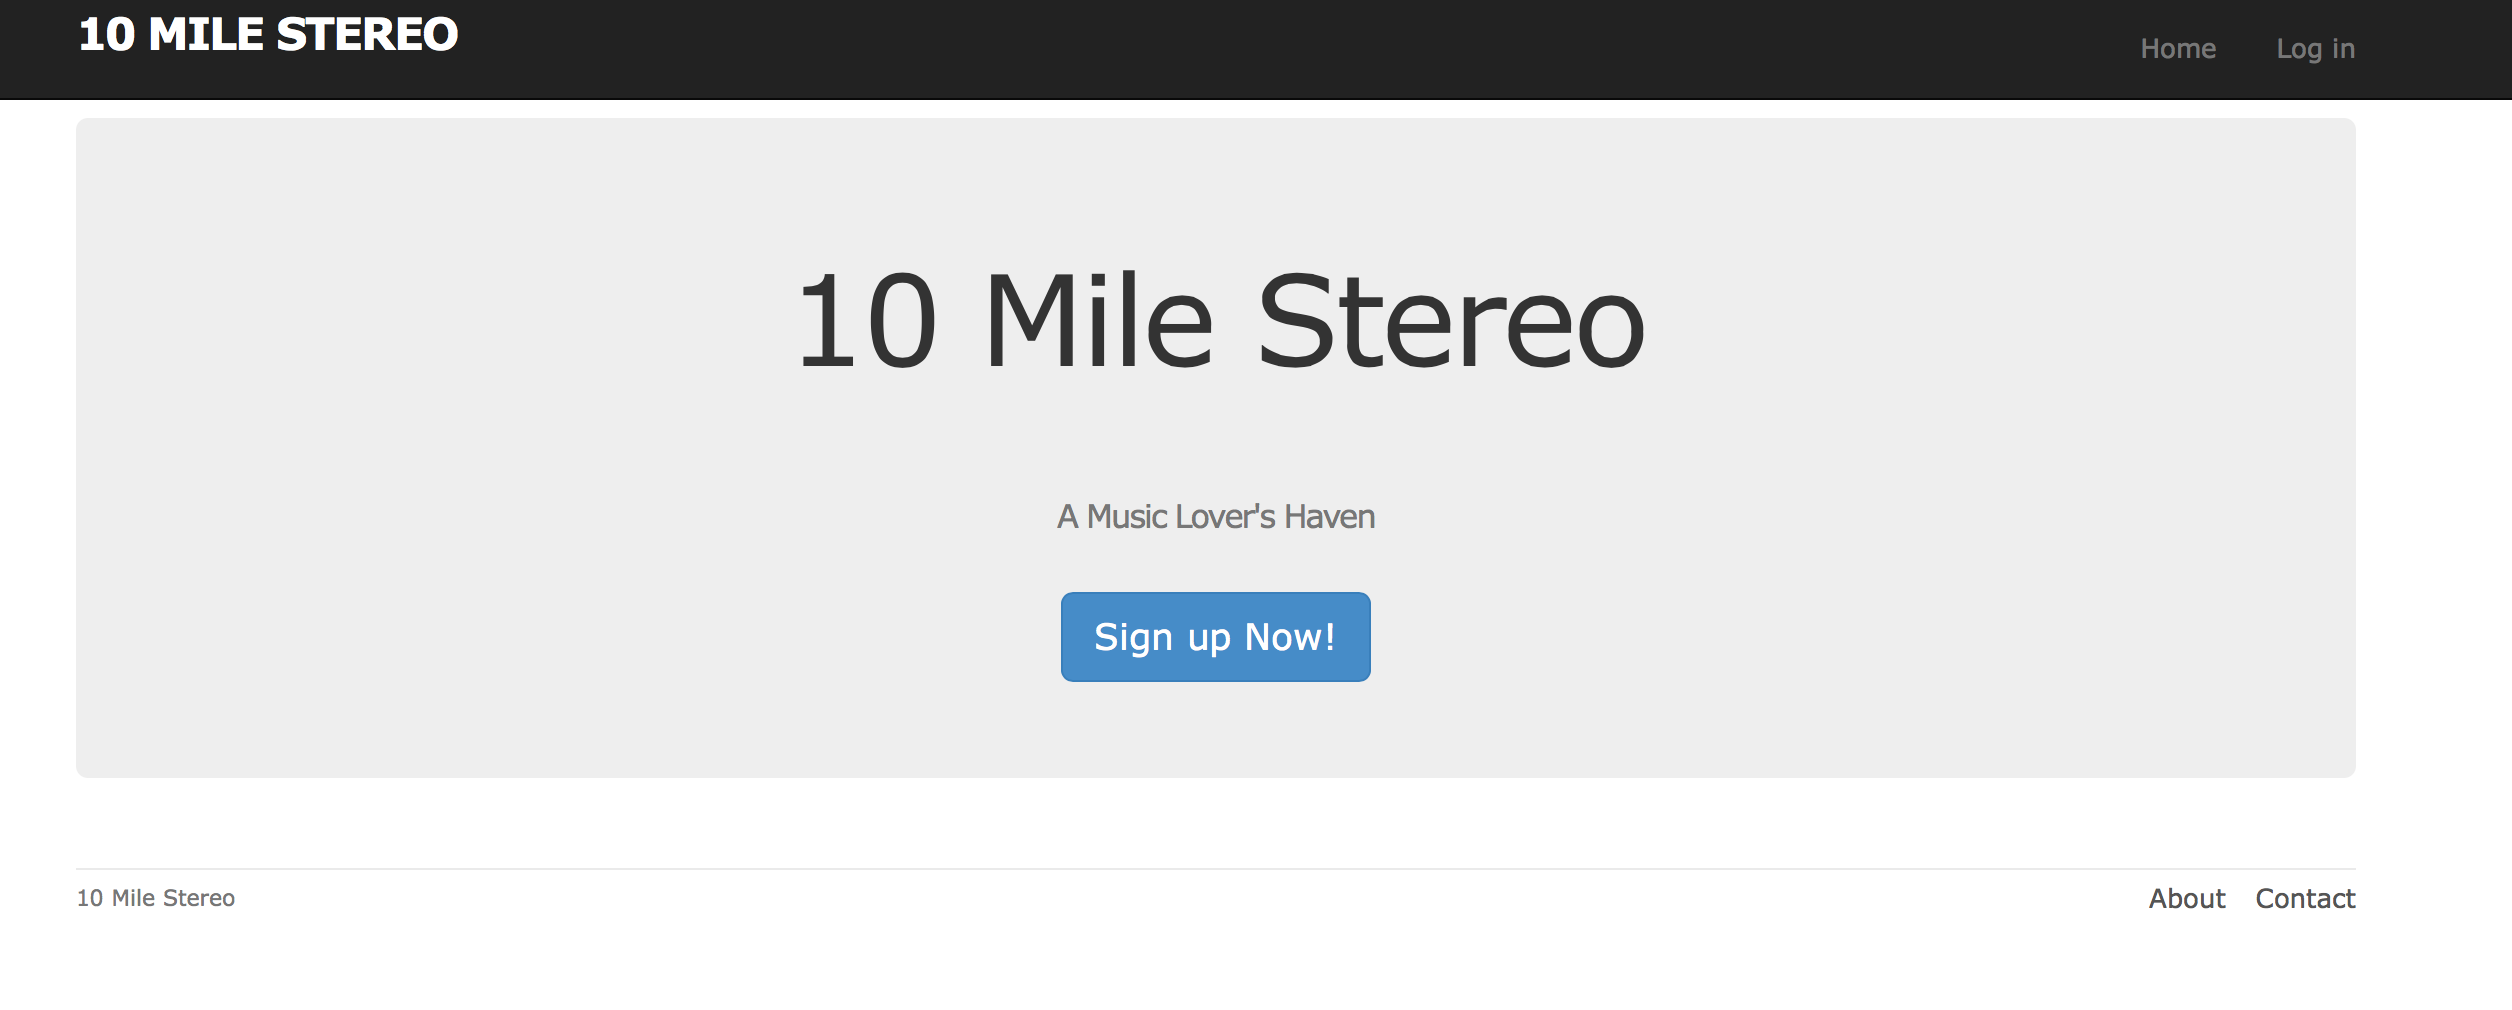 10 MILE STEREO
Home Log in
10 Mile Stereo
A Music Lover's Haven
Sign up Now!
10 Mile Stereo
About Contact